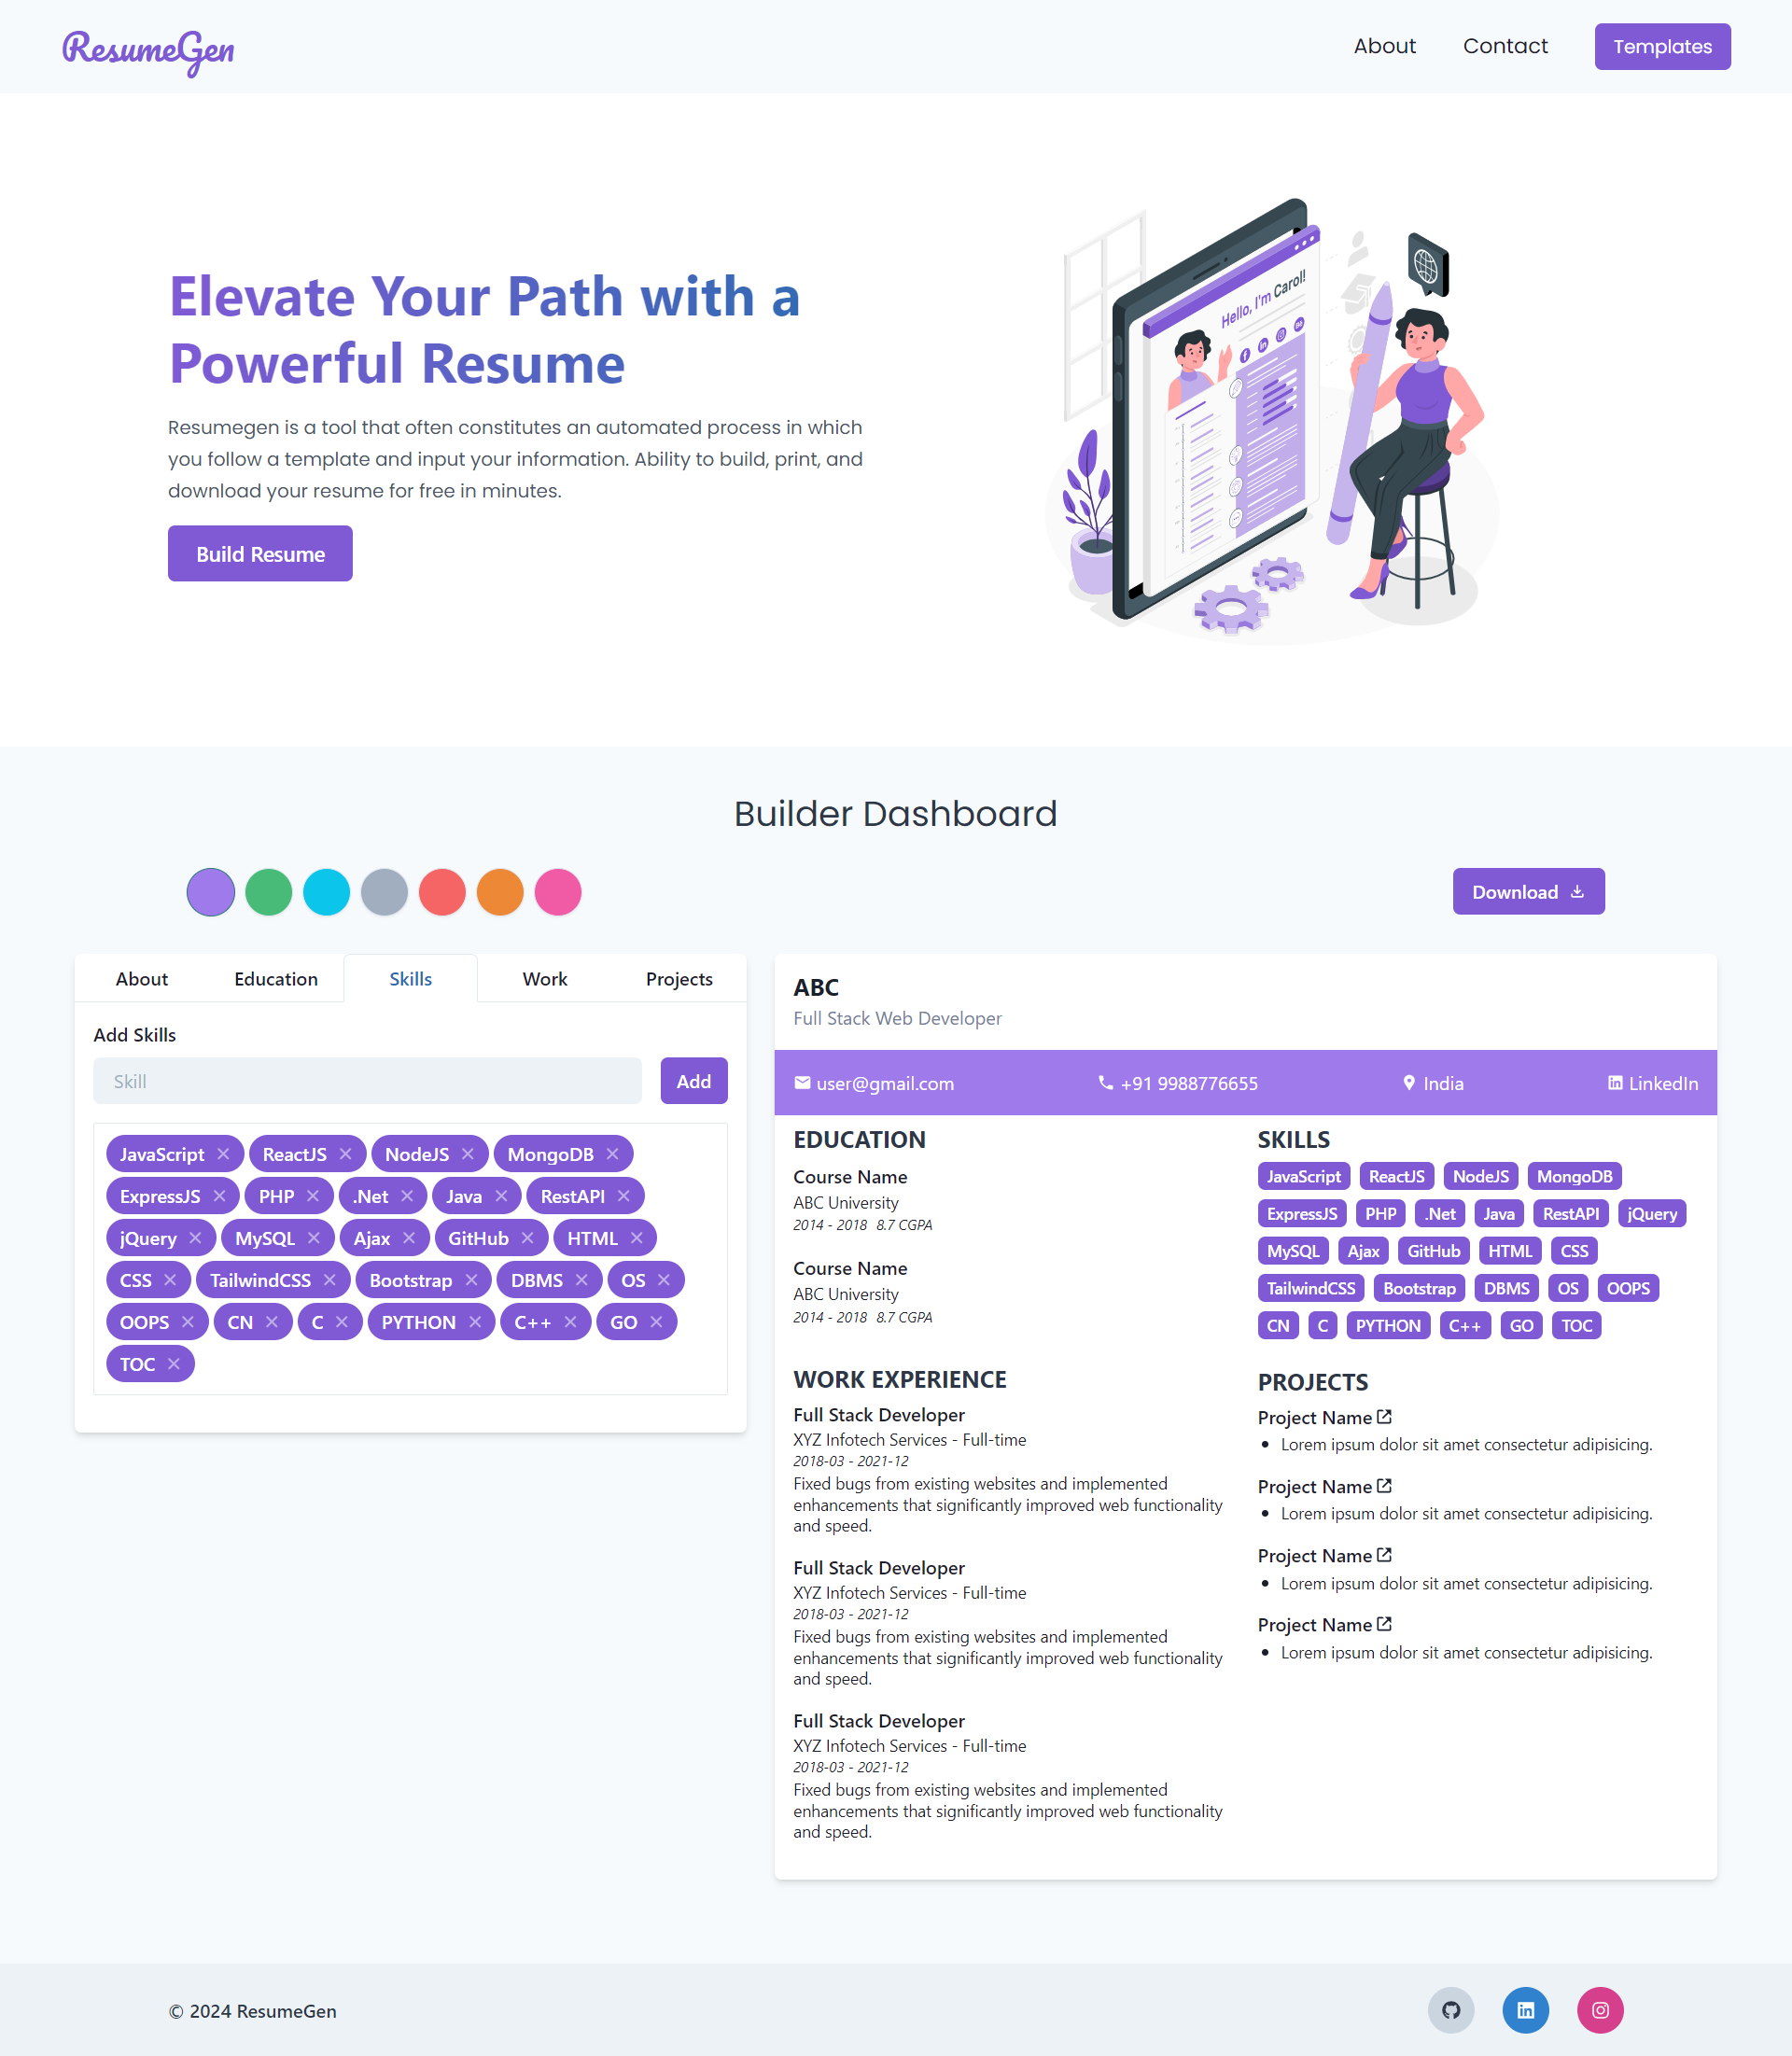 ResumeGen
About
Contact
Templates
Elevate Your Path with a
Powerful Resume
Resumegen is a tool that often constitutes an automated process in which
you follow a template and input your information. Ability to build, print, and
download your resume for free in minutes.
Build Resume
Hello, I'm Carol!
Builder Dashboard
Download
About
Education
Skills
Work
Projects
Add Skills
Skill
Add
JavaScript ReactJS NodeJS MongoDB
ExpressJS PHP .Net Java RestAPI
jQuery MySQL Ajax GitHub HTML
CSS TailwindCSS Bootstrap DBMS OS
OOPS CN C PYTHON C++ GO
TOC
ABC
Full Stack Web Developer
user@gmail.com
+91 9988776655
India
LinkedIn
EDUCATION
Course Name
ABC University
2014 - 2018 8.7 CGPA
Course Name
ABC University
2014 - 2018 8.7 CGPA
WORK EXPERIENCE
Full Stack Developer
XYZ Infotech Services - Full-time
2018-03 - 2021-12
Fixed bugs from existing websites and implemented
enhancements that significantly improved web functionality
and speed.
Full Stack Developer
XYZ Infotech Services - Full-time
2018-03 - 2021-12
Fixed bugs from existing websites and implemented
enhancements that significantly improved web functionality
and speed.
Full Stack Developer
XYZ Infotech Services - Full-time
2018-03 - 2021-12
Fixed bugs from existing websites and implemented
enhancements that significantly improved web functionality
and speed.
SKILLS
JavaScript ReactJS NodeJS MongoDB
ExpressJS PHP .Net Java RestAPI jQuery
MySQL Ajax GitHub HTML CSS
TailwindCSS Bootstrap DBMS OS OOPS
CN C PYTHON C++ GO TOC
PROJECTS
Project Name
• Lorem ipsum dolor sit amet consectetur adipisicing.
Project Name
• Lorem ipsum dolor sit amet consectetur adipisicing.
Project Name
• Lorem ipsum dolor sit amet consectetur adipisicing.
Project Name
• Lorem ipsum dolor sit amet consectetur adipisicing.
© 2024 ResumeGen